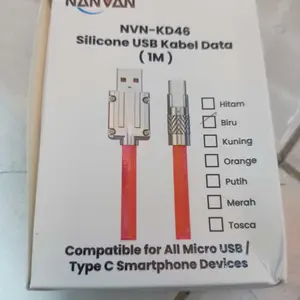 NANVAN
NVN-KD46
Silicone USB Kabel Data
( 1M )
Hitam
Biru
Kuning
Orange
Putih
Merah
Tosca
Compatible for All Micro USB /
Type C Smartphone Devices